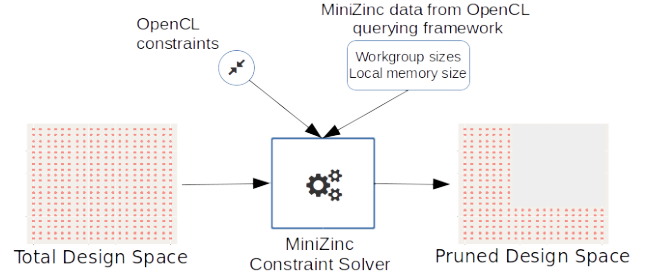 OpenCL
constraints
MiniZinc data from OpenCL
querying framework
Workgroup sizes
Local memory size
Total Design Space
MiniZinc
Constraint Solver
Pruned Design Space